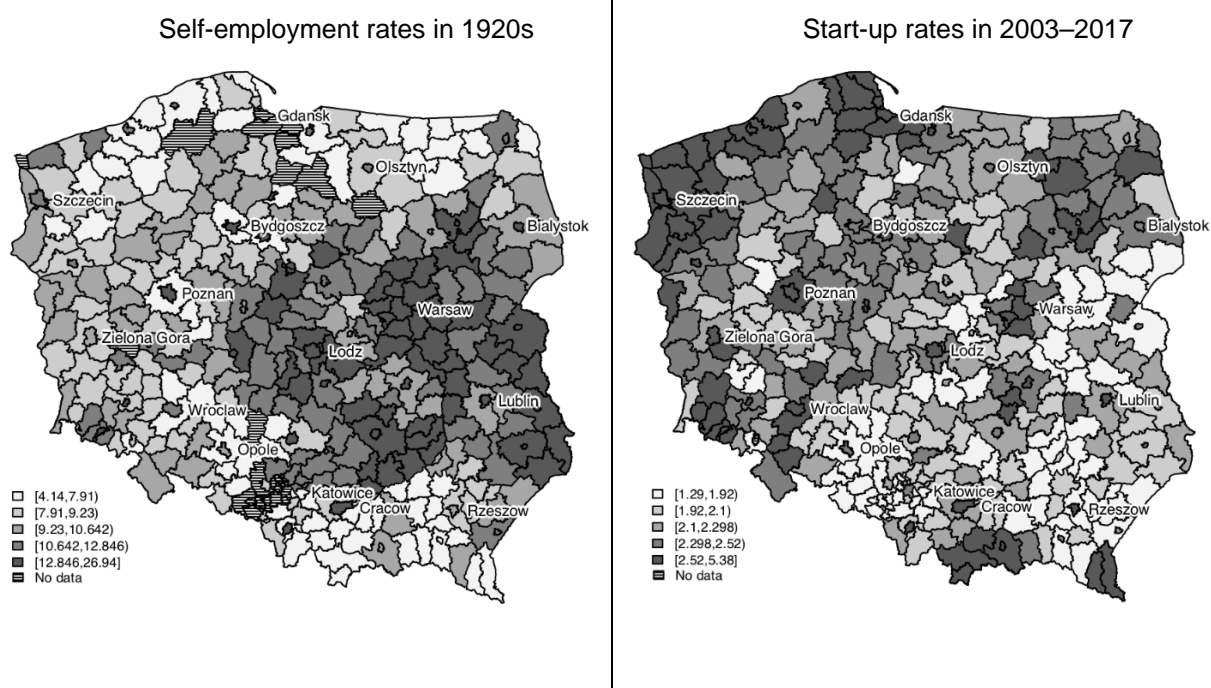 Self-employment rates in 1920s
Gdansk
Olsztyn
Szczecin
Bydgoszcz
Bialystok
Poznan
Warsaw
Zielona Gora
Lodz
Wroclaw
Lublin
Opole
Katowice
Cracow
Rzeszow
[4.14,7.91)
[7.91,9.23)
[9.23,10.642)
[10.642,12.846)
[12.846,26.94]
No data
Start-up rates in 2003–2017
Gdansk
Olsztyn
Szczecin
Bydgoszcz
Bialystok
Poznan
Warsaw
Zielona Gora
Lodz
Wroclaw
Lublin
Opole
Katowice
Cracow
Rzeszow
[1.29,1.92)
[1.92,2.1)
[2.1,2.298)
[2.298,2.52)
[2.52,5.38]
No data